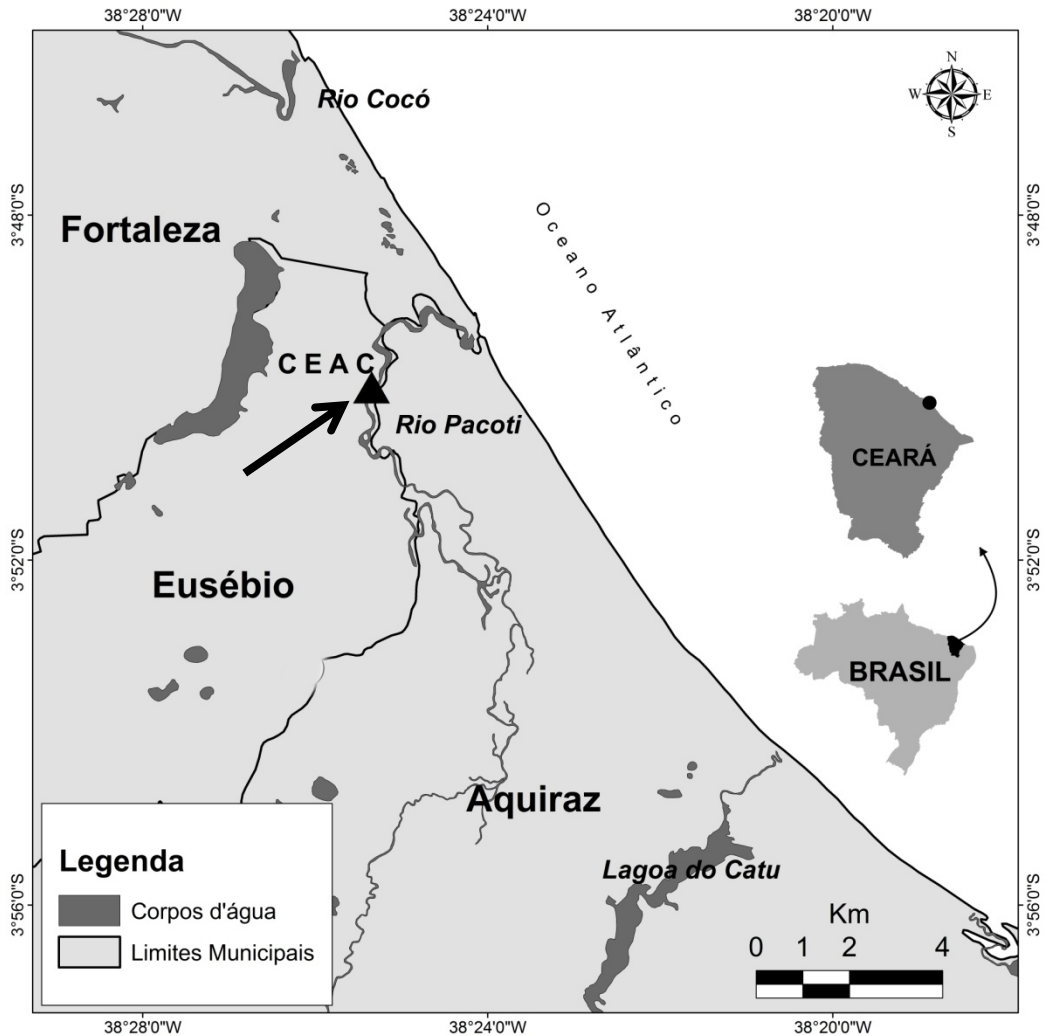 38°28'0"W
38°24'0"W
38°20'0"W
N
W
E
S
Rio Cocó
3°48'0"S
3°48'0"S
Fortaleza
Oceano Atlântico
C E A C
Rio Pacoti
CEARÁ
3°52'0"S
3°52'0"S
Eusébio
BRASIL
Aquiraz
Legenda
Corpos d'água
Limites Municipais
Lagoa do Catu
3°56'0"S
3°56'0"S
Km
0 1 2 4
38°28'0"W
38°24'0"W
38°20'0"W